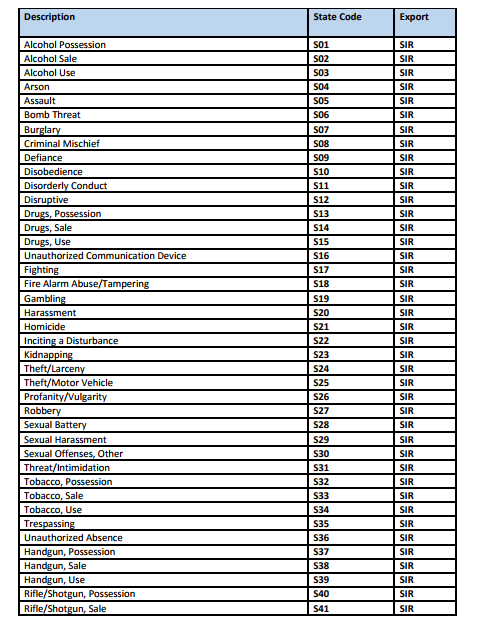 Description State Code Export
Alcohol Possession S01 SIR
Alcohol Sale S02 SIR
Alcohol Use S03 SIR
Arson S04 SIR
Assault S05 SIR
Bomb Threat S06 SIR
Burglary S07 SIR
Criminal Mischief S08 SIR
Defiance S09 SIR
Disobedience S10 SIR
Disorderly Conduct S11 SIR
Disruptive S12 SIR
Drugs, Possession S13 SIR
Drugs, Sale S14 SIR
Drugs, Use S15 SIR
Unauthorized Communication Device S16 SIR
Fighting S17 SIR
Fire Alarm Abuse/Tampering S18 SIR
Gambling S19 SIR
Harassment S20 SIR
Homicide S21 SIR
Inciting a Disturbance S22 SIR
Kidnapping S23 SIR
Theft/Larceny S24 SIR
Theft/Motor Vehicle S25 SIR
Profanity/Vulgarity S26 SIR
Robbery S27 SIR
Sexual Battery S28 SIR
Sexual Harassment S29 SIR
Sexual Offenses, Other S30 SIR
Threat/Intimidation S31 SIR
Tobacco, Possession S32 SIR
Tobacco, Sale S33 SIR
Tobacco, Use S34 SIR
Trespassing S35 SIR
Unauthorized Absence S36 SIR
Handgun, Possession S37 SIR
Handgun, Sale S38 SIR
Handgun, Use S39 SIR
Rifle/Shotgun, Possession S40 SIR
Rifle/Shotgun, Sale S41 SIR